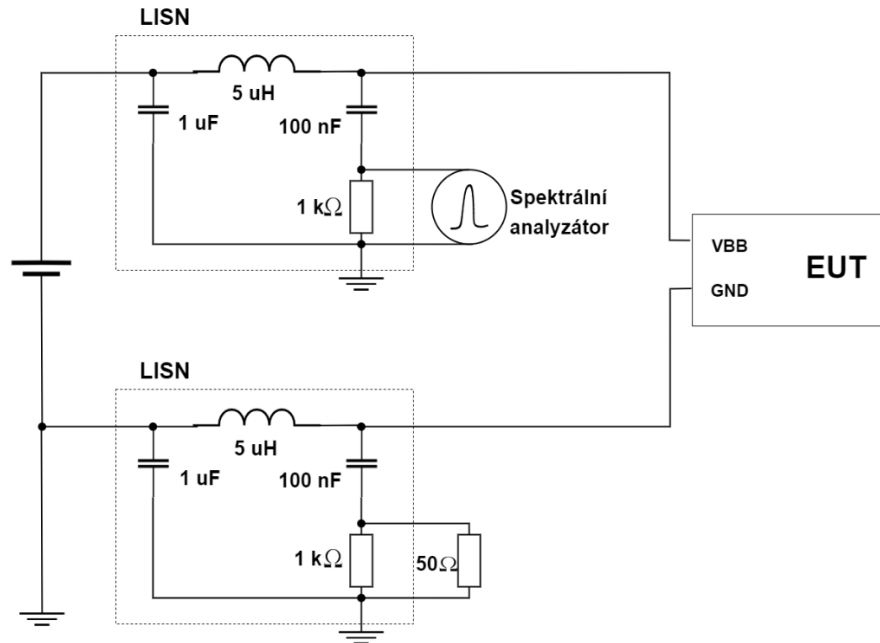 LISN
5 uH
1 uF
100 nF
1 kΩ
Spektrální
analyzátor
VBB
EUT
GND
LISN
5 uH
1 uF
100 nF
1 kΩ
50Ω